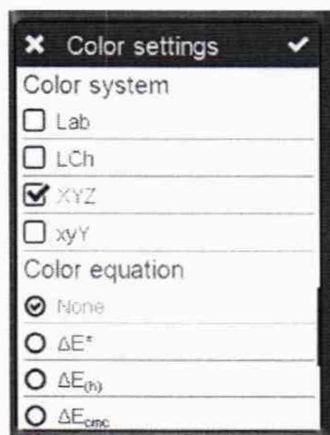 Color settings
Color system
Lab
LCh
XYZ
xyY
Color equation
None
ΔE*
ΔE(h)
ΔEcmc